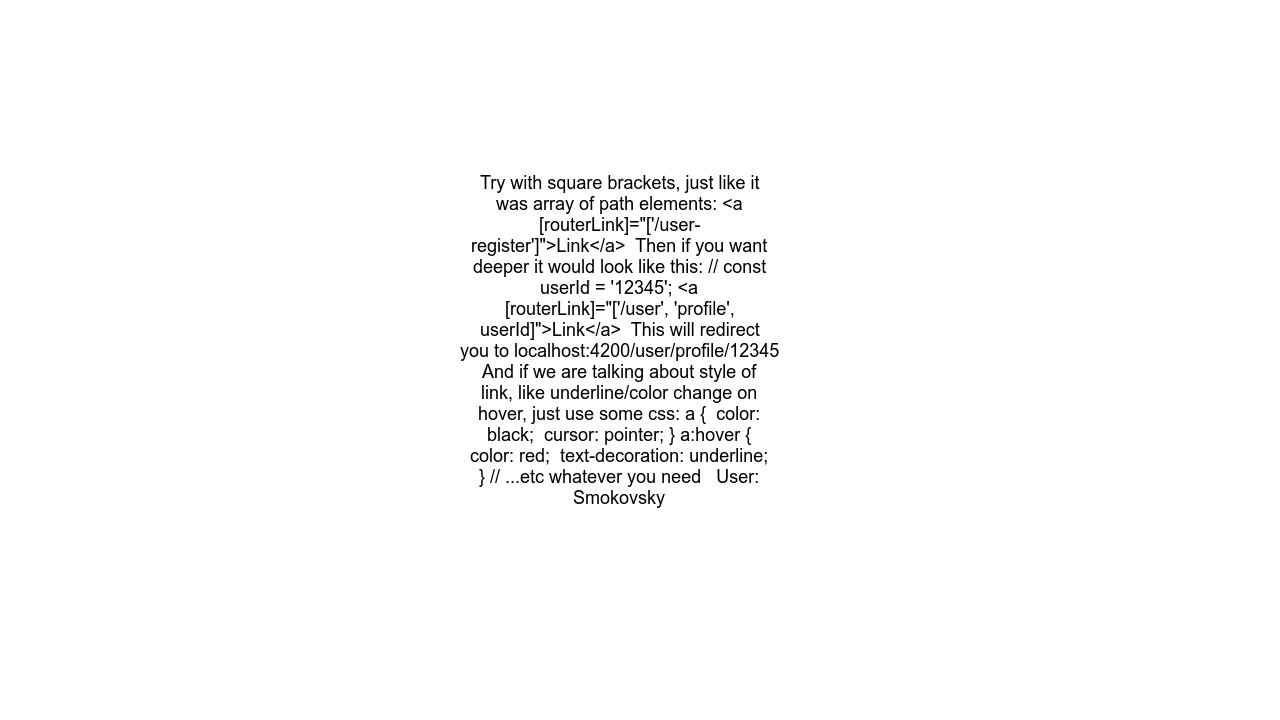 Try with square brackets, just like it
was array of path elements: <a
[routerLink]="['/user-
register']">Link</a>  Then if you want
deeper it would look like this: // const
userId = '12345'; <a
[routerLink]="['/user', 'profile',
userId]">Link</a>  This will redirect
you to localhost:4200/user/profile/12345
And if we are talking about style of
link, like underline/color change on
hover, just use some css: a {  color:
black;  cursor: pointer; } a:hover {
color: red;  text-decoration: underline;
} // ...etc whatever you need   User:
Smokovsky